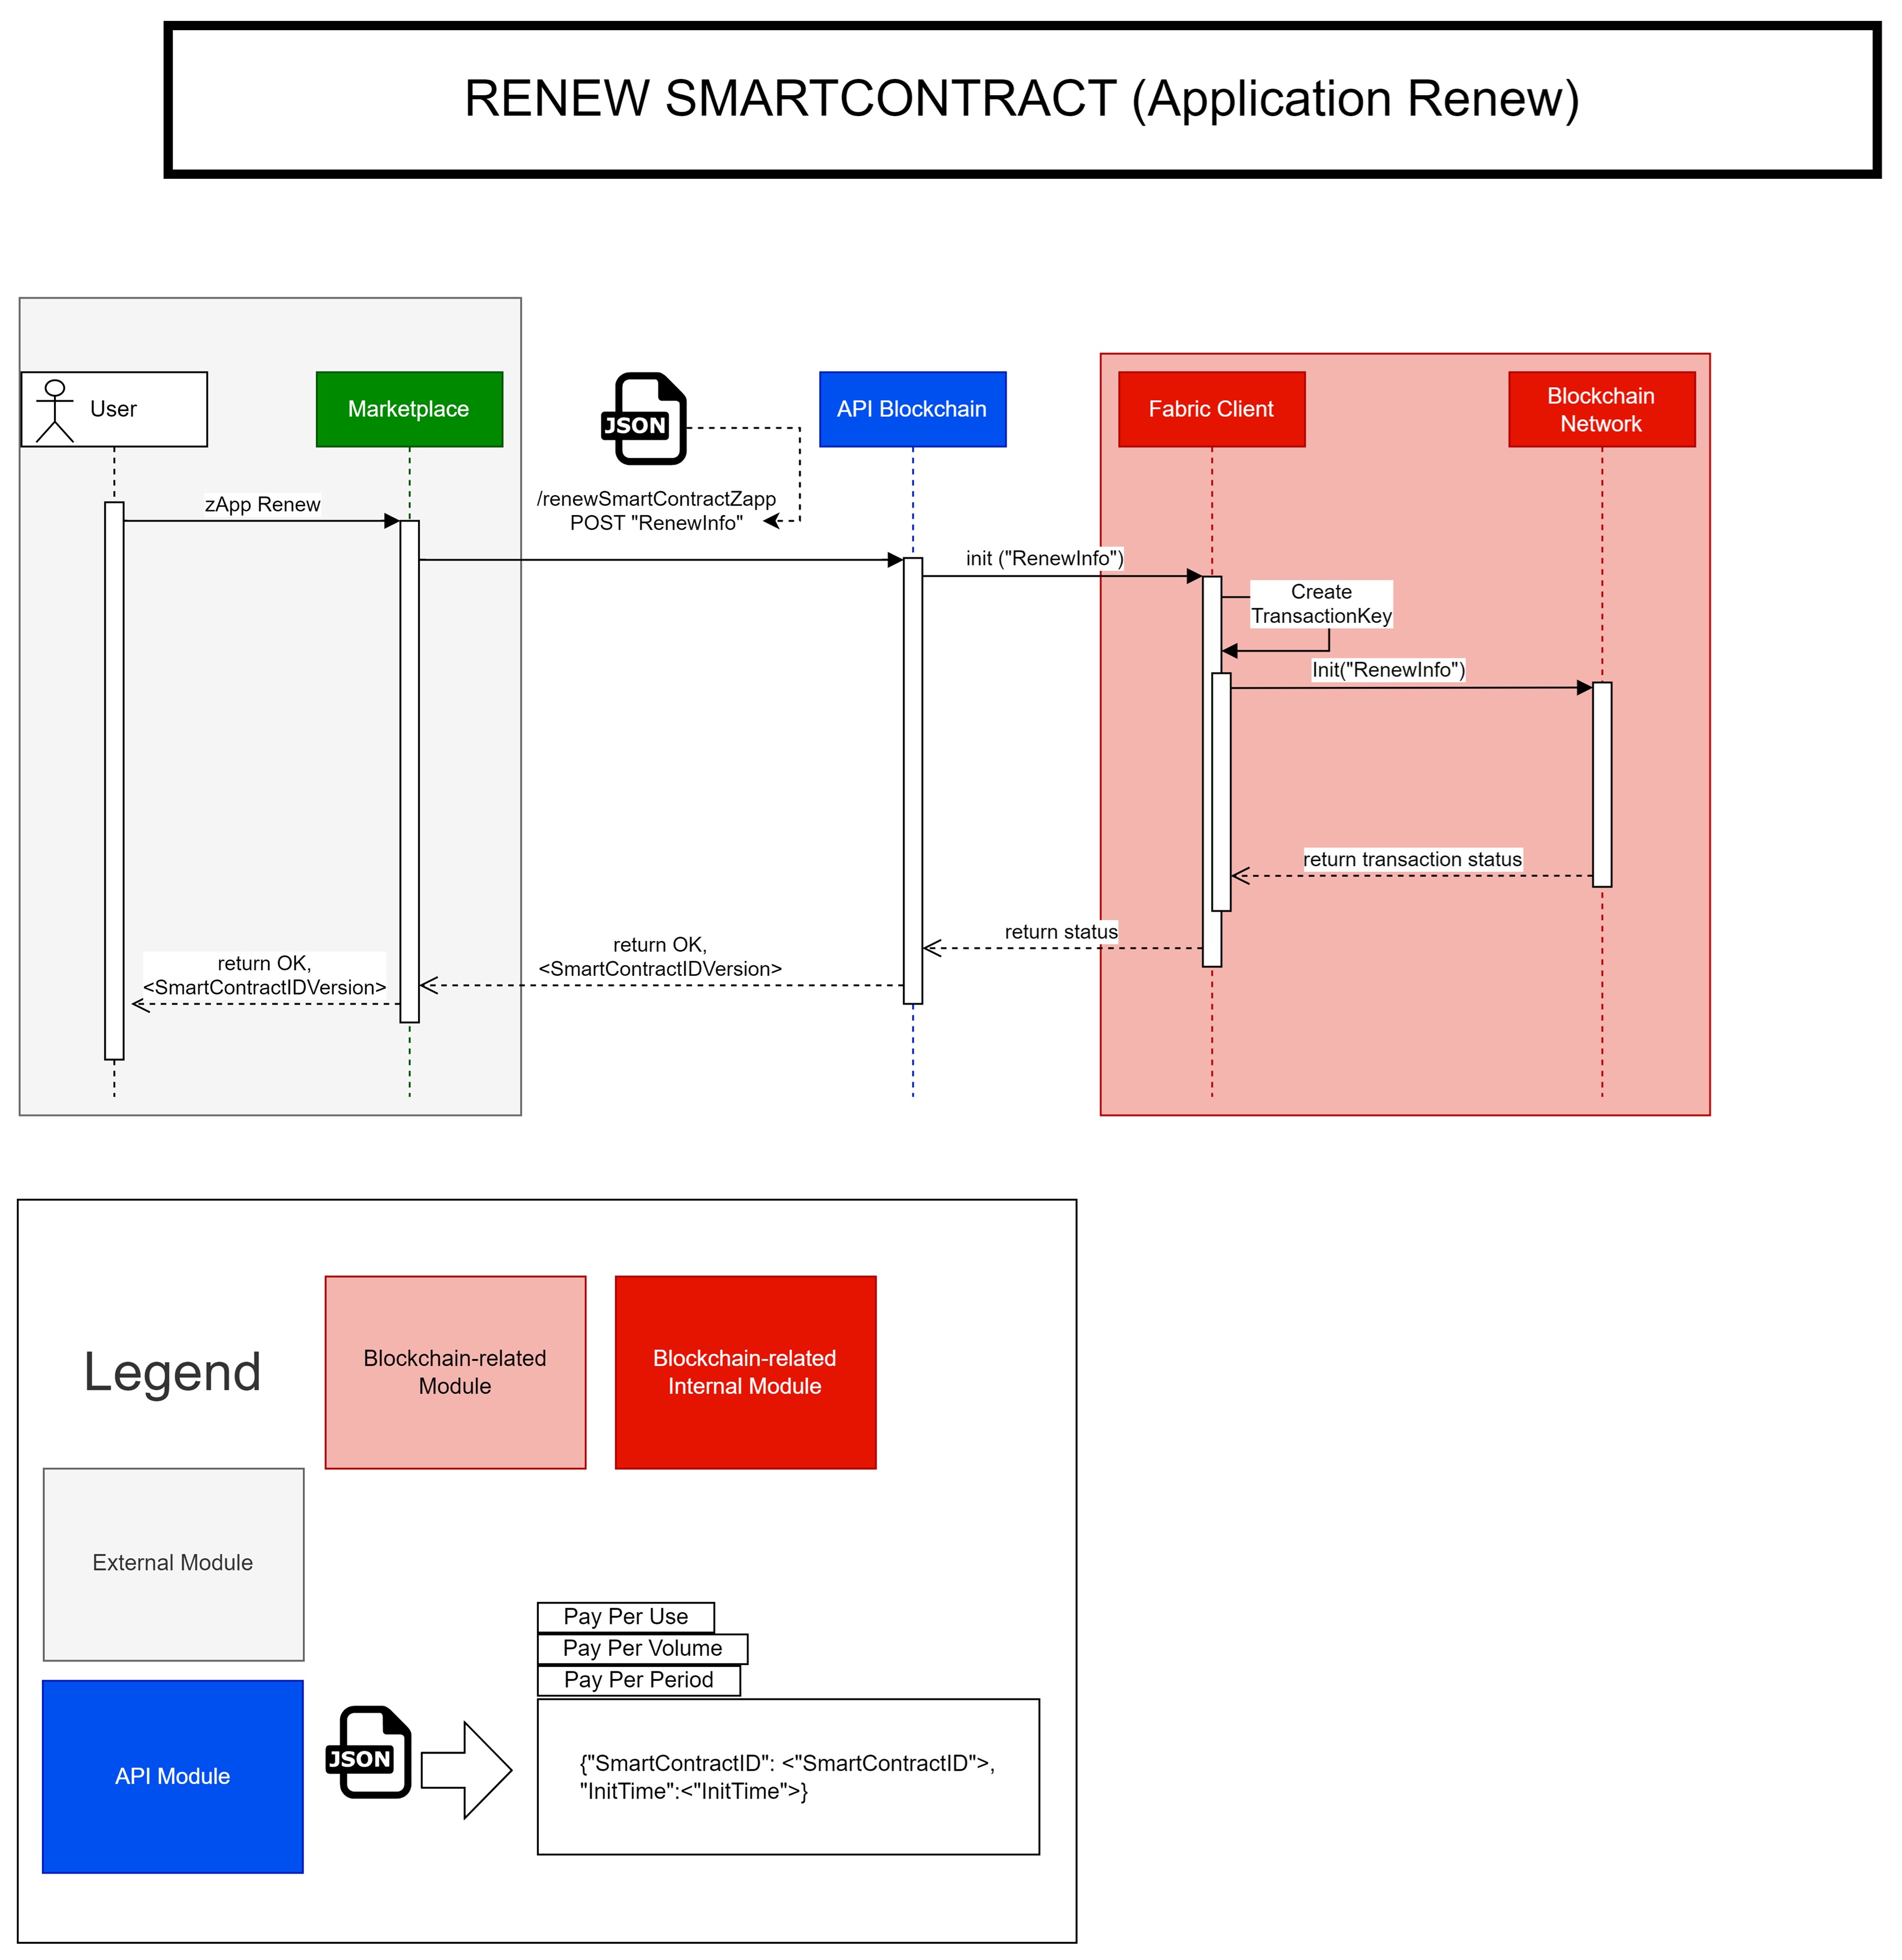 RENEW SMARTCONTRACT (Application Renew)
User
Marketplace
JSON
API Blockchain
Fabric Client
Blockchain
Network
zApp Renew
/renewSmartContractZapp
POST "RenewInfo"
init ("RenewInfo")
Create
TransactionKey
Init("RenewInfo")
return transaction status
return status
return OK,
<SmartContractIDVersion>
return OK,
<SmartContractIDVersion>
Legend
Blockchain-related
Module
Blockchain-related
Internal Module
External Module
Pay Per Use
Pay Per Volume
Pay Per Period
API Module
JSON
{"SmartContractID": <"SmartContractID">,
"InitTime":<"InitTime">}